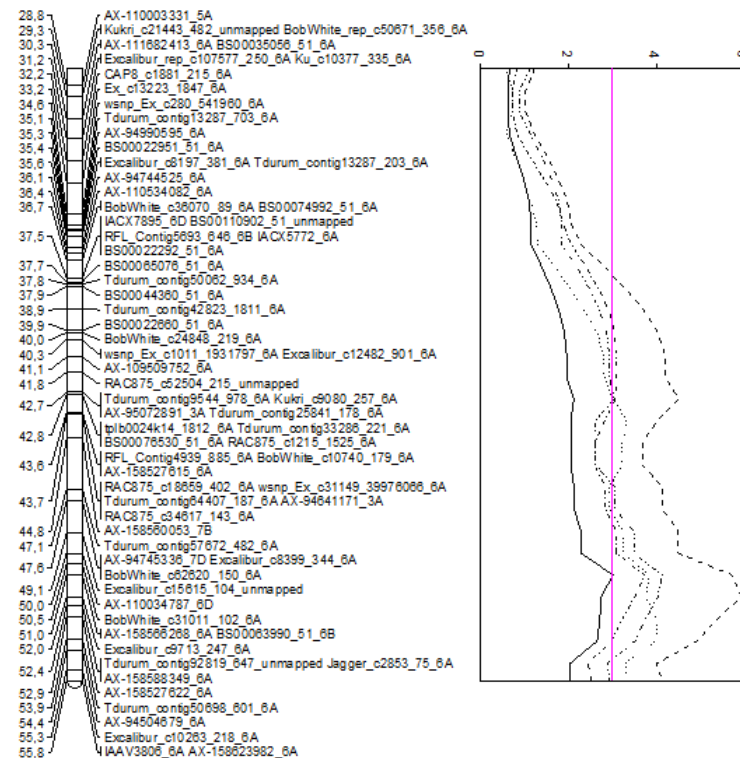 28,8 AX-110003331_5A
29,3 Kukri_c21443_482_unmapped BobWhite_rep_c50671_356_6A
30,3 AX-111682413_6A BS00035056_51_6A
31,2 Excalibur_rep_c107577_250_6A Ku_c10377_335_6A
32,2 CAP8_c1881_215_6A
33,2 Ex_c13223_1847_6A
34,6 wsnp_Ex_c280_541960_6A
35,1 Tdurum_contig13287_703_6A
35,3 AX-94990595_6A
35,4 BS00022951_51_6A
35,6 Excalibur_c8197_381_6A Tdurum_contig13287_203_6A
36,1 AX-94744525_6A
36,4 AX-110534082_6A
36,7 BobWhite_c36070_89_6A BS00074992_51_6A
IACX7895_6D BS00110902_51_unmapped
37,5 RFL_Contig5693_646_6B IACX5772_6A
BS00022292_51_6A
37,7 BS00065076_51_6A
37,8 Tdurum_contig50062_934_6A
37,9 BS00044360_51_6A
38,9 Tdurum_contig42823_1811_6A
39,9 BS00022660_51_6A
40,0 BobWhite_c24848_219_6A
40,3 wsnp_Ex_c1011_1931797_6A Excalibur_c12482_901_6A
41,1 AX-109509752_6A
41,8 RAC875_c52504_215_unmapped
42,7 Tdurum_contig9544_978_6A Kukri_c9080_257_6A
AX-95072891_3A Tdurum_contig25841_178_6A
42,8 tplb0024k14_1812_6A Tdurum_contig33286_221_6A
BS00076530_51_6A RAC875_c1215_1525_6A
43,6 RFL_Contig4939_885_6A BobWhite_c10740_179_6A
AX-158527615_6A
RAC875_c18659_402_6A wsnp_Ex_c31149_39976066_6A
43,7 Tdurum_contig64407_187_6A AX-94641171_3A
RAC875_c34617_143_6A
44,8 AX-158560053_7B
47,1 Tdurum_contig57672_482_6A
47,6 AX-94745336_7D Excalibur_c8399_344_6A
BobWhite_c62620_150_6A
49,1 Excalibur_c15615_104_unmapped
50,0 AX-110034787_6D
50,5 BobWhite_c31011_102_6A
51,0 AX-158566268_6A BS00063990_51_6B
52,0 Excalibur_c9713_247_6A
52,4 Tdurum_contig92819_647_unmapped Jagger_c2853_75_6A
AX-158588349_6A
52,9 AX-158527622_6A
53,9 Tdurum_contig50698_601_6A
54,4 AX-94504679_6A
55,3 Excalibur_c10263_218_6A
55,8 IAAV3806_6A AX-158623982_6A
0 2 4